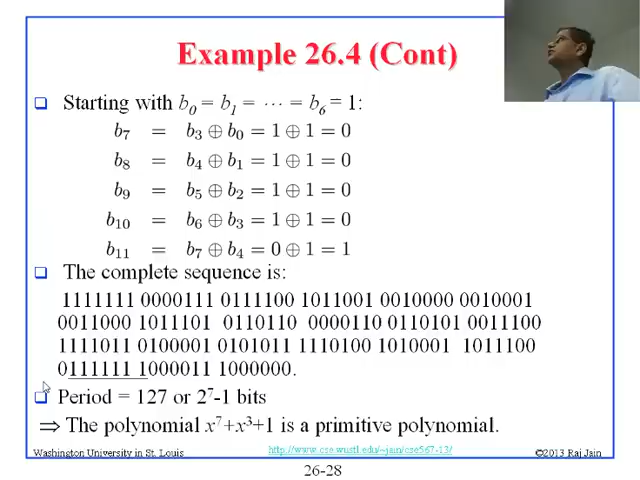 Example 26.4 (Cont)
❑ Starting with b₀ = b₁ = ⋯ = b₆ = 1:
b₇ = b₃ ⊕ b₀ = 1 ⊕ 1 = 0
b₈ = b₄ ⊕ b₁ = 1 ⊕ 1 = 0
b₉ = b₅ ⊕ b₂ = 1 ⊕ 1 = 0
b₁₀ = b₆ ⊕ b₃ = 1 ⊕ 1 = 0
b₁₁ = b₇ ⊕ b₄ = 0 ⊕ 1 = 1
❑ The complete sequence is:
1111111 0000111 0111100 1011001 0010000 0010001
0011000 1011101 0110110 0000110 0110101 0011100
1111011 0100001 0101011 1110100 1010001 1011100
0111111 1000011 1000000.
❑ Period = 127 or 2⁷-1 bits
⇒ The polynomial x⁷+x³+1 is a primitive polynomial.
Washington University in St. Louis http://www.cse.wustl.edu/~jain/cse567-13/ ©2013 Raj Jain
26-28